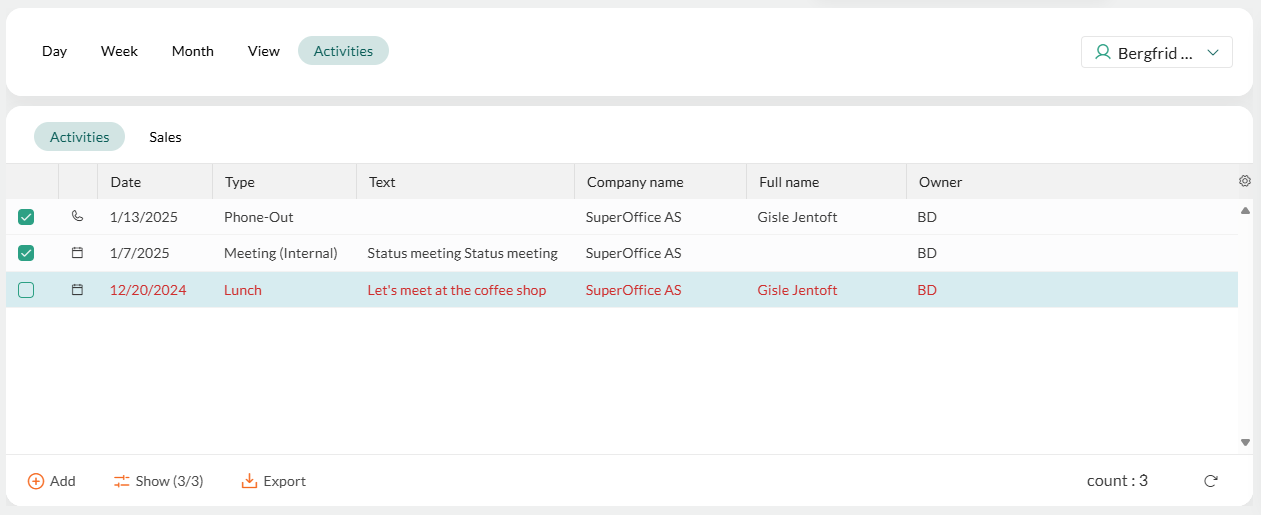 Day Week Month View Activities Bergfrid ...
Activities Sales
Date Type Text Company name Full name Owner
1/13/2025 Phone-Out SuperOffice AS Gisle Jentoft BD
1/7/2025 Meeting (Internal) Status meeting Status meeting SuperOffice AS BD
12/20/2024 Lunch Let's meet at the coffee shop SuperOffice AS Gisle Jentoft BD
Add Show (3/3) Export count : 3